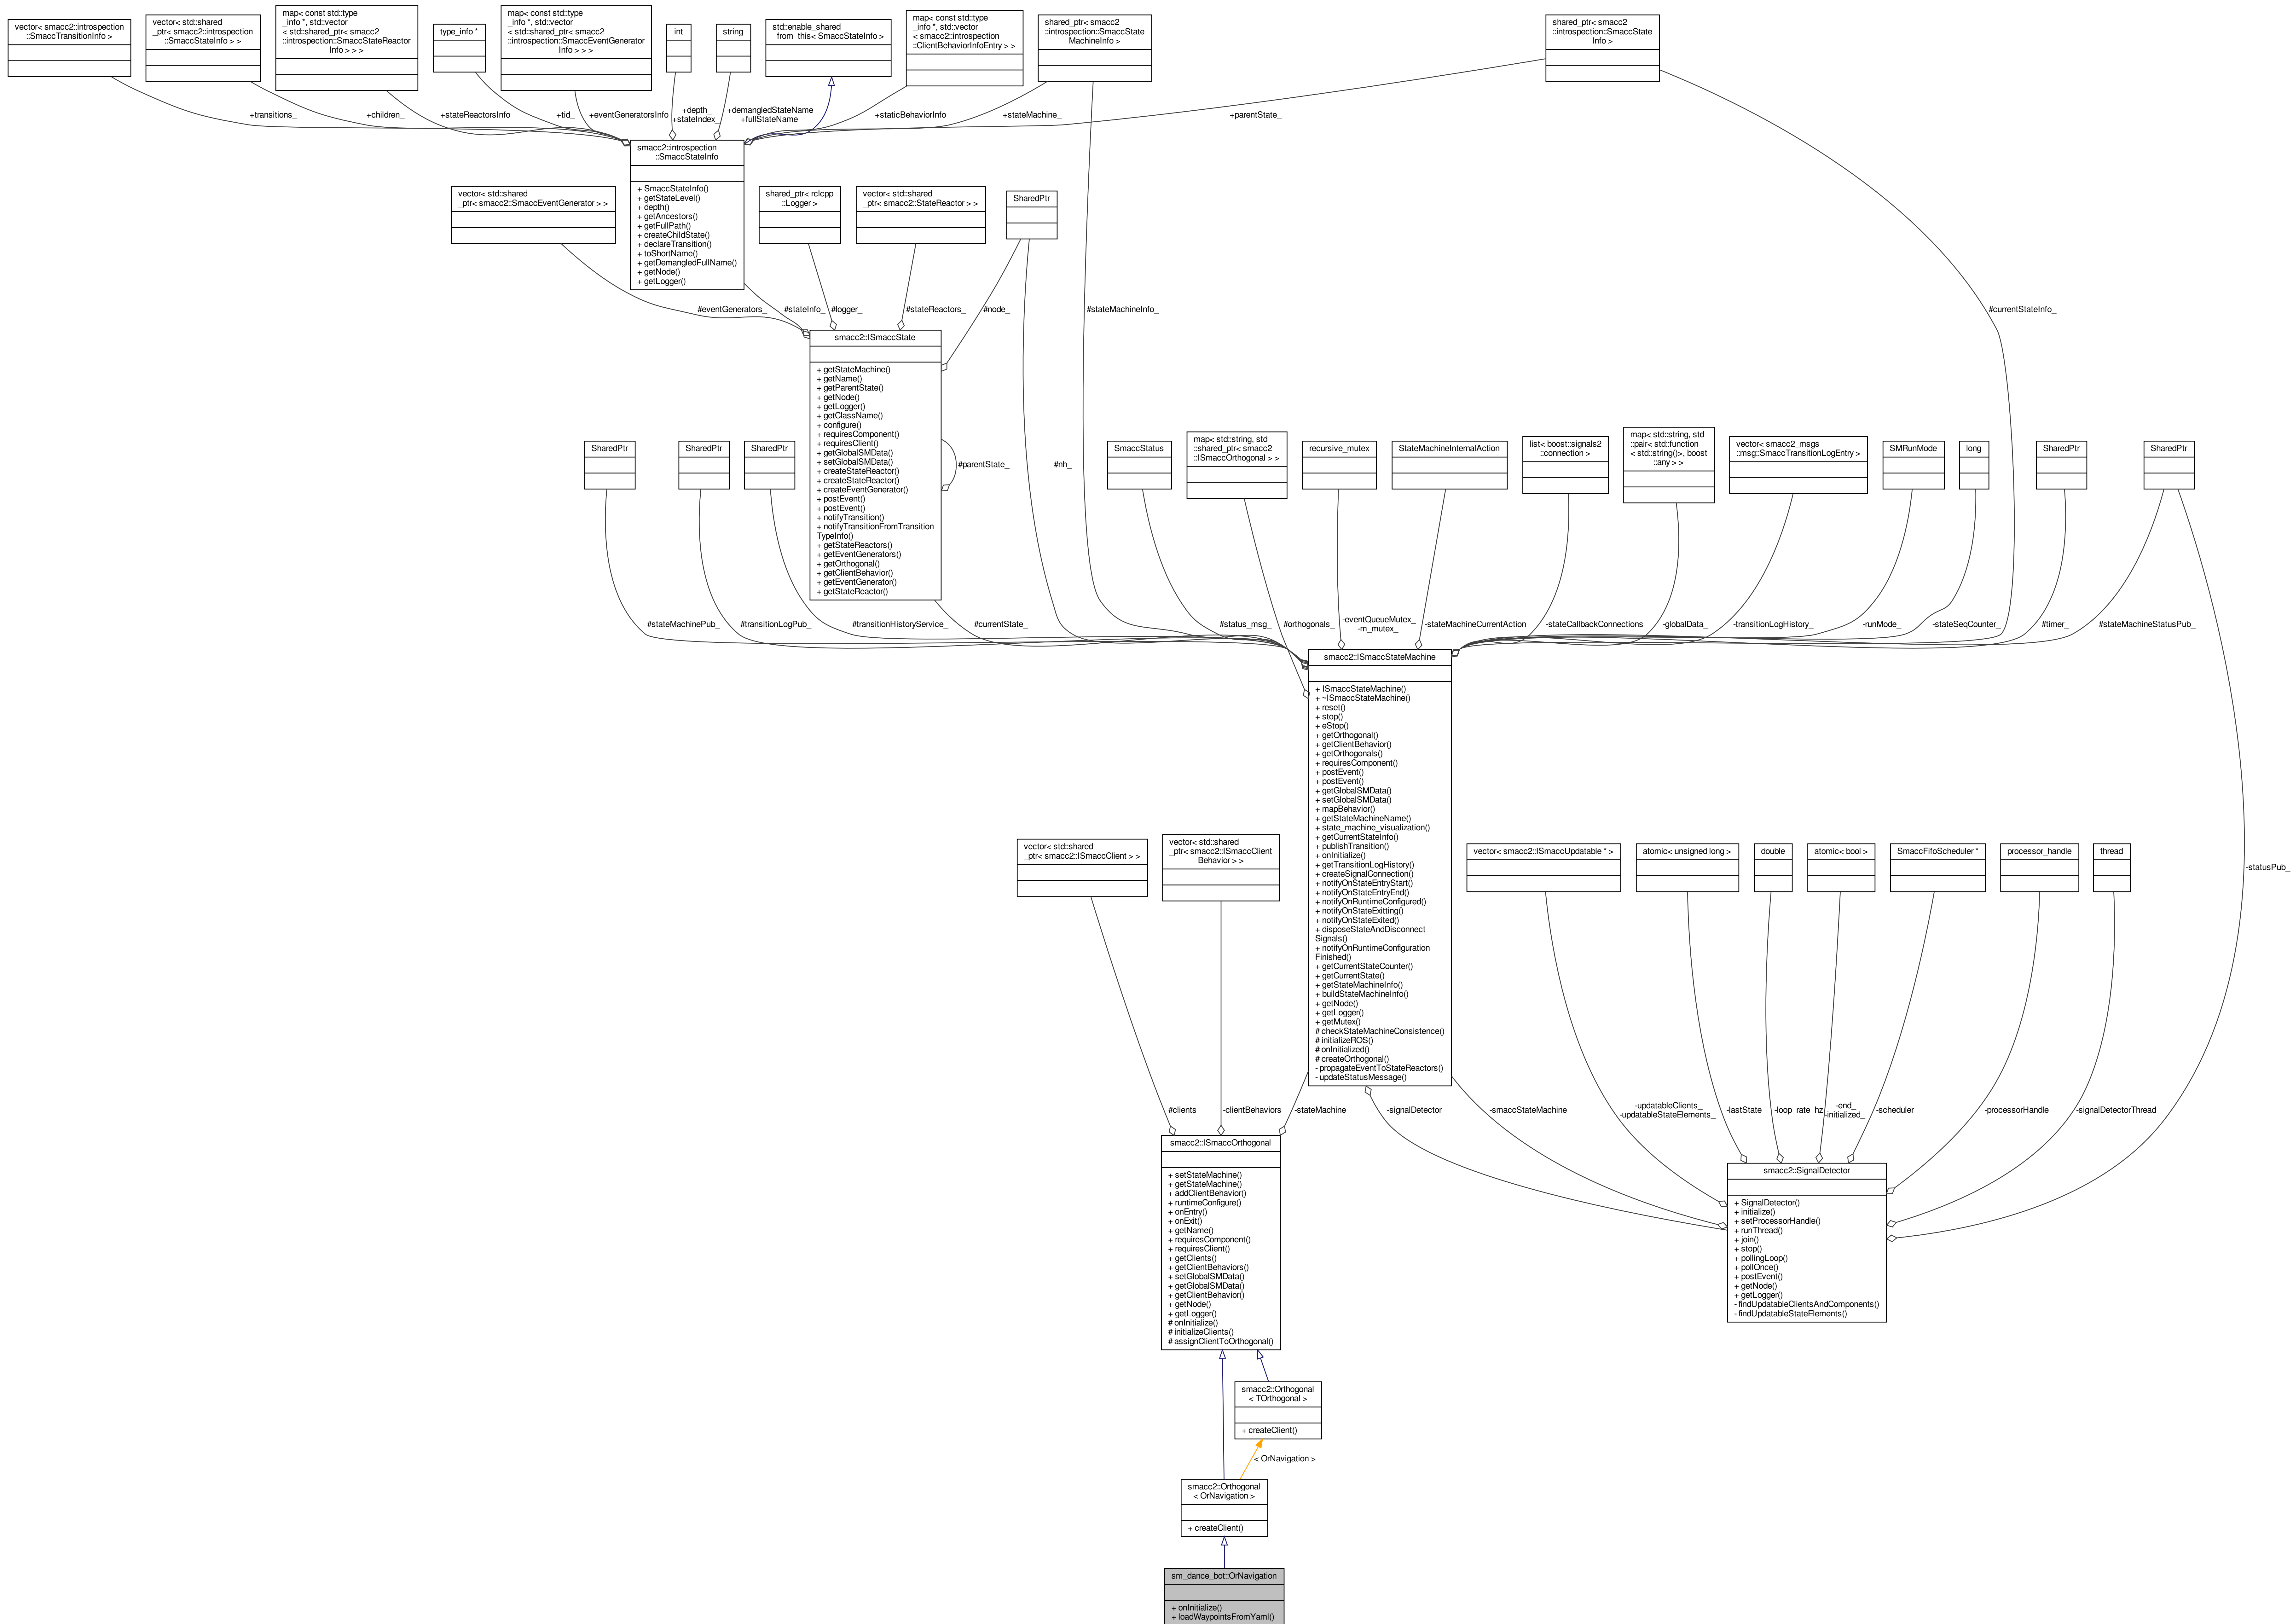 vector< smacc2::introspection
::SmaccTransitionInfo >
vector< std::shared
_ptr< smacc2::introspection
::SmaccStateInfo > >
map< const std::type
_info *, std::vector
< std::shared_ptr< smacc2
::introspection::SmaccStateReactor
Info > > >
type_info *
map< const std::type
_info *, std::vector
< std::shared_ptr< smacc2
::introspection::SmaccEventGenerator
Info > > >
int
string
std::enable_shared
_from_this< SmaccStateInfo >
map< const std::type
_info *, std::vector
< smacc2::introspection
::ClientBehaviorInfoEntry > >
shared_ptr< smacc2
::introspection::SmaccState
MachineInfo >
shared_ptr< smacc2
::introspection::SmaccState
Info >
+transitions_
+children_
+stateReactorsInfo
+tid_
+eventGeneratorsInfo
+depth_
+stateIndex_
+demangledStateName
+fullStateName
+staticBehaviorInfo
+stateMachine_
+parentState_
smacc2::introspection
::SmaccStateInfo
+ SmaccStateInfo()
+ getStateLevel()
+ depth()
+ getAncestors()
+ getFullPath()
+ createChildState()
+ declareTransition()
+ toShortName()
+ getDemangledFullName()
+ getNode()
+ getLogger()
vector< std::shared
_ptr< smacc2::SmaccEventGenerator > >
shared_ptr< rclcpp
::Logger >
vector< std::shared
_ptr< smacc2::StateReactor > >
SharedPtr
#eventGenerators_
#stateInfo_
#logger_
#stateReactors_
#node_
#stateMachineInfo_
#currentStateInfo_
smacc2::ISmaccState
+ getStateMachine()
+ getName()
+ getParentState()
+ getNode()
+ getLogger()
+ getClassName()
+ configure()
+ requiresComponent()
+ requiresClient()
+ getGlobalSMData()
+ setGlobalSMData()
+ createStateReactor()
+ createStateReactor()
+ createEventGenerator()
+ postEvent()
+ postEvent()
+ notifyTransition()
+ notifyTransitionFromTransition
TypeInfo()
+ getStateReactors()
+ getEventGenerators()
+ getOrthogonal()
+ getClientBehavior()
+ getEventGenerator()
+ getStateReactor()
#parentState_
#nh_
SharedPtr
SharedPtr
SharedPtr
SmaccStatus
map< std::string, std
::shared_ptr< smacc2
::ISmaccOrthogonal > >
recursive_mutex
StateMachineInternalAction
list< boost::signals2
::connection >
map< std::string, std
::pair< std::function
< std::string()>, boost
::any > >
vector< smacc2_msgs
::msg::SmaccTransitionLogEntry >
SMRunMode
long
SharedPtr
SharedPtr
#stateMachinePub_
#transitionLogPub_
#transitionHistoryService_
#currentState_
#status_msg_
#orthogonals_
-eventQueueMutex_
-m_mutex_
-stateMachineCurrentAction
-stateCallbackConnections
-globalData_
-transitionLogHistory_
-runMode_
-stateSeqCounter_
#timer_
#stateMachineStatusPub_
smacc2::ISmaccStateMachine
+ ISmaccStateMachine()
+ ~ISmaccStateMachine()
+ reset()
+ stop()
+ eStop()
+ getOrthogonal()
+ getClientBehavior()
+ getOrthogonals()
+ requiresComponent()
+ postEvent()
+ postEvent()
+ getGlobalSMData()
+ setGlobalSMData()
+ mapBehavior()
+ getStateMachineName()
+ state_machine_visualization()
+ getCurrentStateInfo()
+ publishTransition()
+ onInitialize()
+ getTransitionLogHistory()
+ createSignalConnection()
+ notifyOnStateEntryStart()
+ notifyOnStateEntryEnd()
+ notifyOnRuntimeConfigured()
+ notifyOnStateExitting()
+ notifyOnStateExited()
+ disposeStateAndDisconnect
Signals()
+ notifyOnRuntimeConfiguration
Finished()
+ getCurrentStateCounter()
+ getCurrentState()
+ getStateMachineInfo()
+ buildStateMachineInfo()
+ getNode()
+ getLogger()
+ getMutex()
# checkStateMachineConsistence()
# initializeROS()
# onInitialized()
# createOrthogonal()
- propagateEventToStateReactors()
- updateStatusMessage()
vector< std::shared
_ptr< smacc2::ISmaccClient > >
vector< std::shared
_ptr< smacc2::ISmaccClient
Behavior > >
vector< smacc2::ISmaccUpdatable * >
atomic< unsigned long >
double
atomic< bool >
SmaccFifoScheduler *
processor_handle
thread
-statusPub_
#clients_
-clientBehaviors_
-stateMachine_
-signalDetector_
-smaccStateMachine_
-updatableClients_
-updatableStateElements_
-lastState_
-loop_rate_hz
-end_
-initialized_
-scheduler_
-processorHandle_
-signalDetectorThread_
smacc2::ISmaccOrthogonal
+ setStateMachine()
+ getStateMachine()
+ addClientBehavior()
+ runtimeConfigure()
+ onEntry()
+ onExit()
+ getName()
+ requiresComponent()
+ requiresClient()
+ getClients()
+ getClientBehaviors()
+ setGlobalSMData()
+ getGlobalSMData()
+ getClientBehavior()
+ getNode()
+ getLogger()
# onInitialize()
# initializeClients()
# assignClientToOrthogonal()
smacc2::SignalDetector
+ SignalDetector()
+ initialize()
+ setProcessorHandle()
+ runThread()
+ join()
+ stop()
+ pollingLoop()
+ pollOnce()
+ postEvent()
+ getNode()
+ getLogger()
- findUpdatableClientsAndComponents()
- findUpdatableStateElements()
smacc2::Orthogonal
< TOrthogonal >
+ createClient()
< OrNavigation >
smacc2::Orthogonal
< OrNavigation >
+ createClient()
sm_dance_bot::OrNavigation
+ onInitialize()
+ loadWaypointsFromYaml()